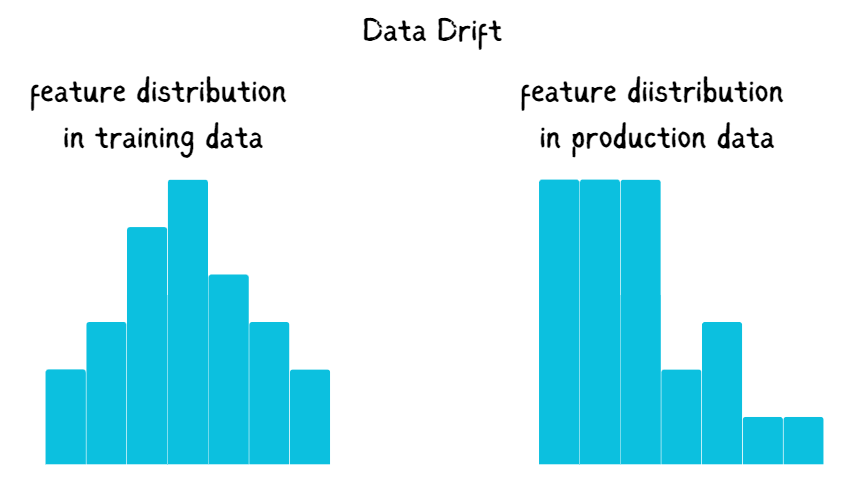 Data Drift
feature distribution
in training data
feature diistribution
in production data